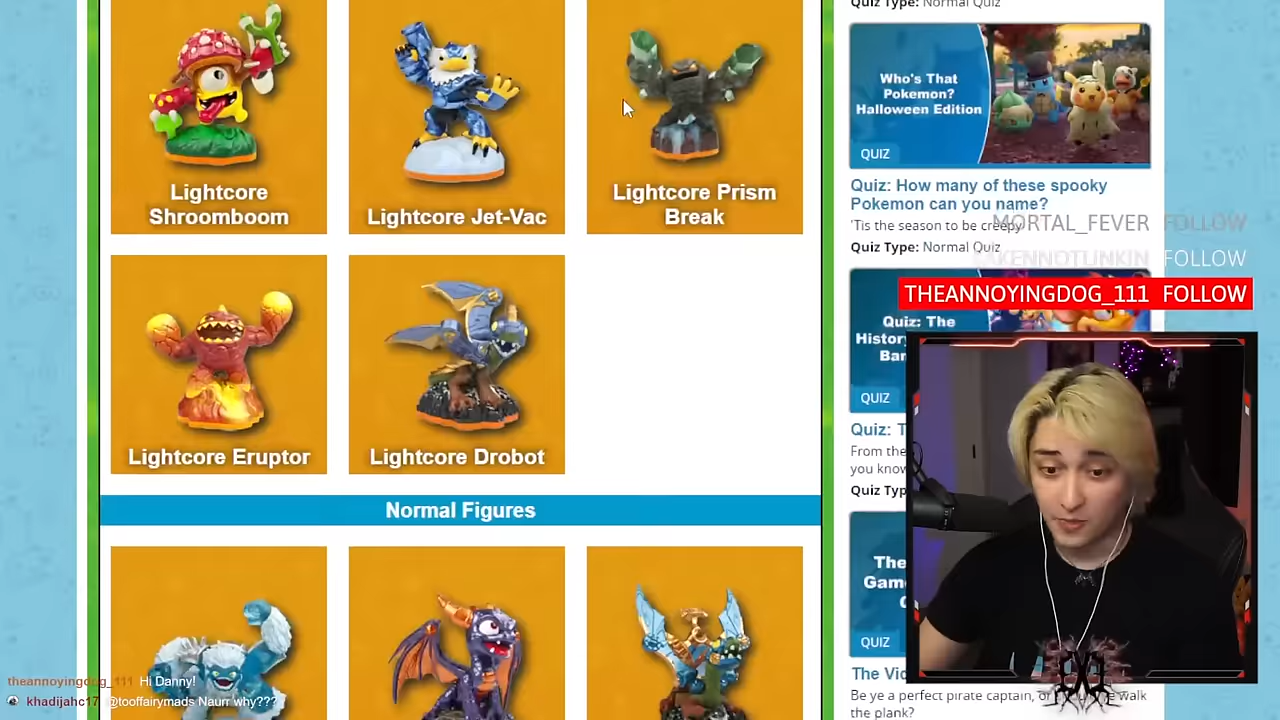 Lightcore
Shroomboom
Lightcore Jet-Vac
Lightcore Prism
Break
Lightcore Eruptor
Lightcore Drobot
Normal Figures
Quiz Type: Normal Quiz
Who's That
Pokemon?
Halloween Edition
QUIZ
Quiz: How many of these spooky
Pokemon can you name?
'Tis the season to be creepy
Quiz Type: Normal Quiz
MORTAL_FEVER FOLLOW
FOLLOW
THEANNOYINGDOG_111 FOLLOW
Quiz: The
History
Ban
QUIZ
Quiz: T
From the
you know
Quiz Typ
The
Gam
QUIZ
The Vid
Be ye a perfect pirate captain, or walk
the plank?
theannoyingdog_111 Hi Danny!
khadijahc17 @tooffairymads Naurr why???